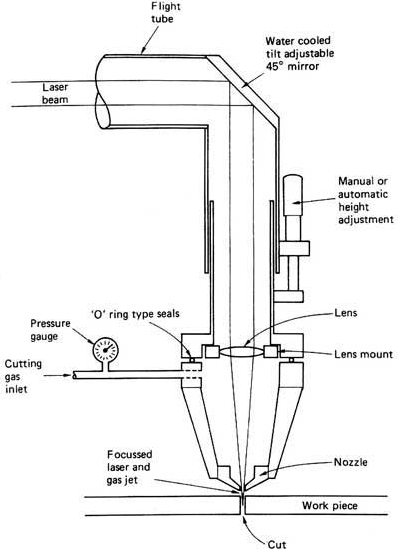 Flight
tube
Water cooled
tilt adjustable
45° mirror
Laser
beam
Manual or
automatic
height
adjustment
'O' ring type seals
Lens
Pressure
gauge
Lens mount
Cutting
gas
inlet
Focussed
laser and
gas jet
Nozzle
Work piece
Cut